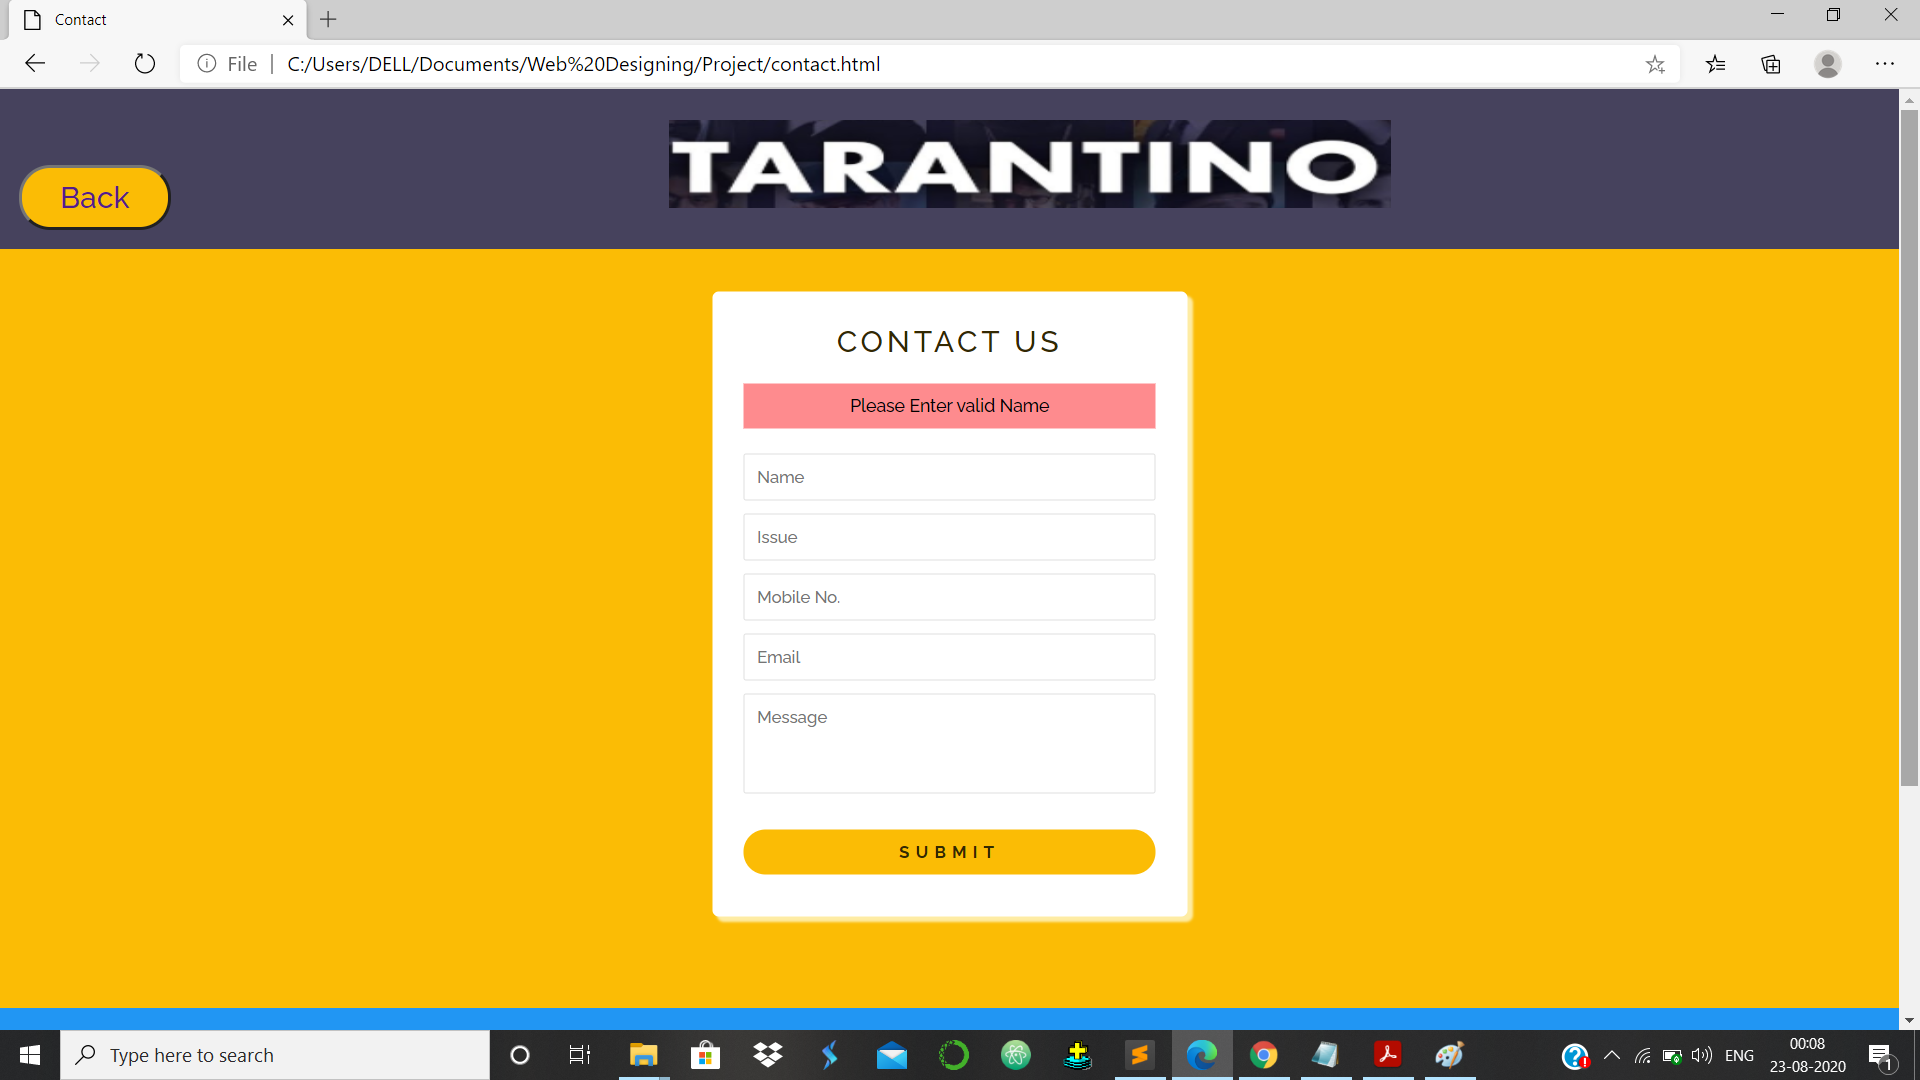 Contact
File
C:/Users/DELL/Documents/Web%20Designing/Project/contact.html
TARANTINO
Back
CONTACT US
Please Enter valid Name
Name
Issue
Mobile No.
Email
Message
SUBMIT
Type here to search
ENG
00:08
23-08-2020
1